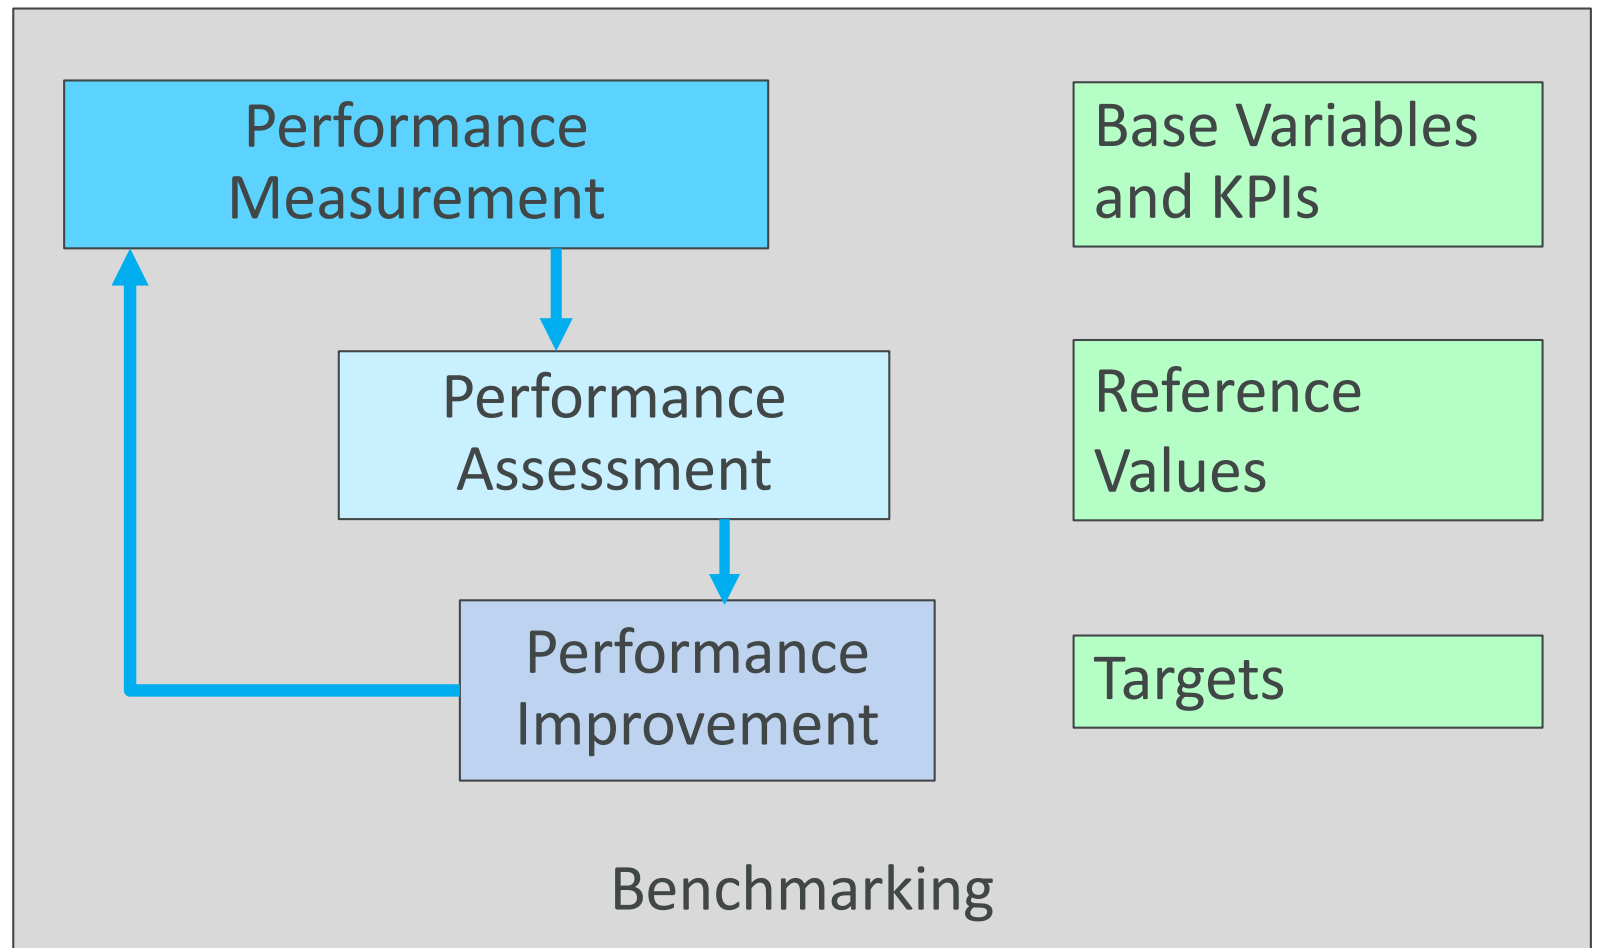 Performance
Measurement
Base Variables
and KPIs
Performance
Assessment
Reference
Values
Performance
Improvement
Targets
Benchmarking